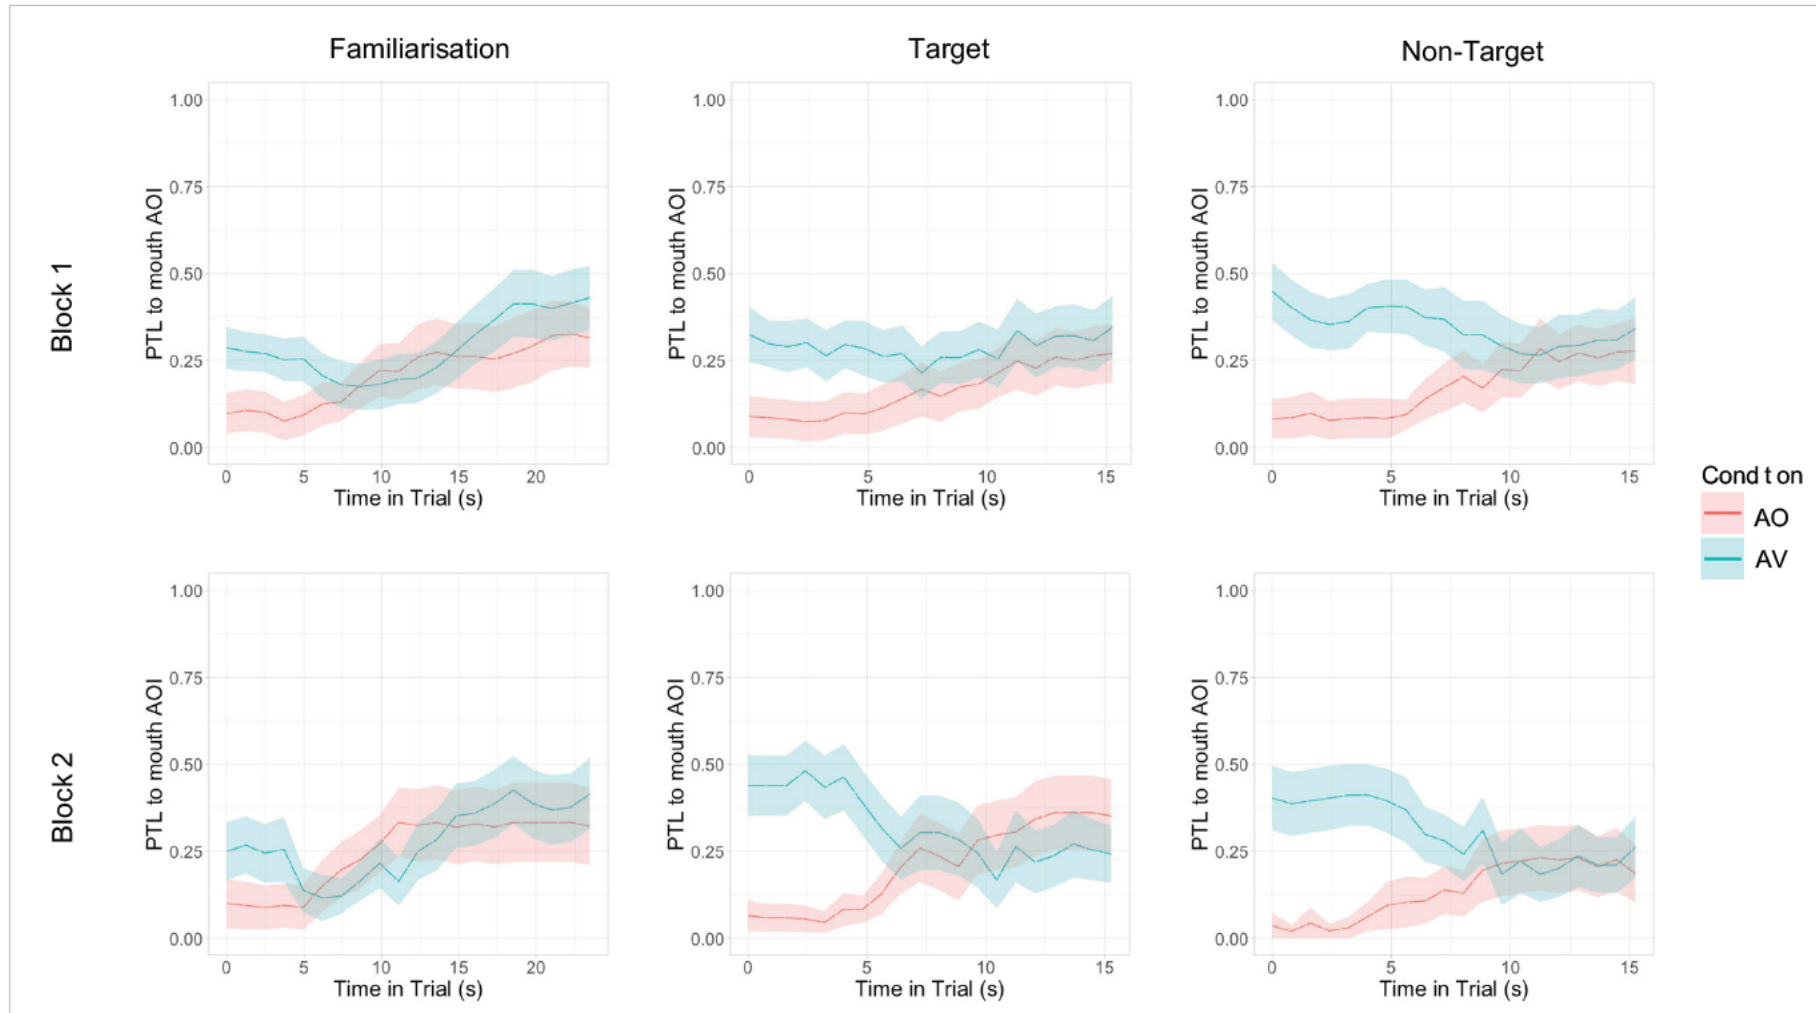 Familiarisation Target Non-Target
Block 1
PTL to mouth AOI
1.00
0.75
0.50
0.25
0.00
0 5 10 15 20
Time in Trial (s)
PTL to mouth AOI
1.00
0.75
0.50
0.25
0.00
0 5 10 15
Time in Trial (s)
PTL to mouth AOI
1.00
0.75
0.50
0.25
0.00
0 5 10 15
Time in Trial (s)
Cond t on
AO
AV
Block 2
PTL to mouth AOI
1.00
0.75
0.50
0.25
0.00
0 5 10 15 20
Time in Trial (s)
PTL to mouth AOI
1.00
0.75
0.50
0.25
0.00
0 5 10 15
Time in Trial (s)
PTL to mouth AOI
1.00
0.75
0.50
0.25
0.00
0 5 10 15
Time in Trial (s)